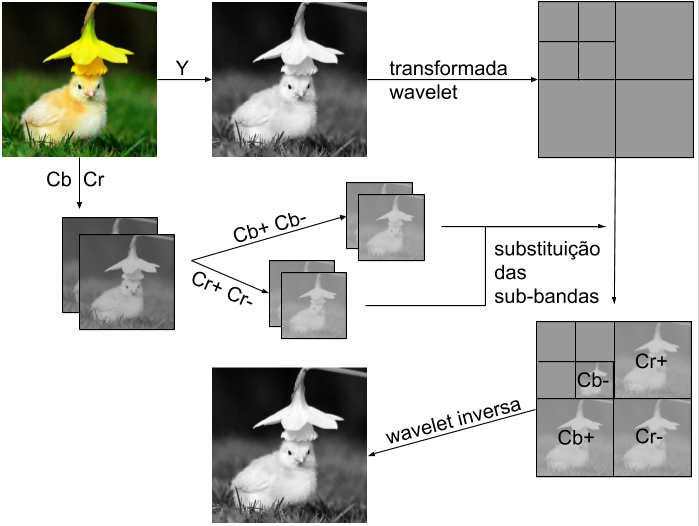 Y
transformada
wavelet
Cb Cr
Cb+ Cb-
Cr+ Cr-
substituição
das
sub-bandas
Cb-
Cr+
Cb+
Cr-
wavelet inversa